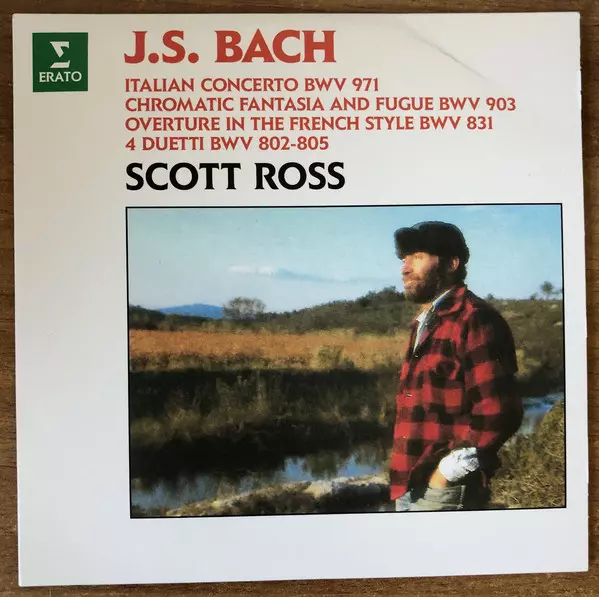 ERATO
J.S. BACH
ITALIAN CONCERTO BWV 971
CHROMATIC FANTASIA AND FUGUE BWV 903
OVERTURE IN THE FRENCH STYLE BWV 831
4 DUETTI BWV 802-805
SCOTT ROSS